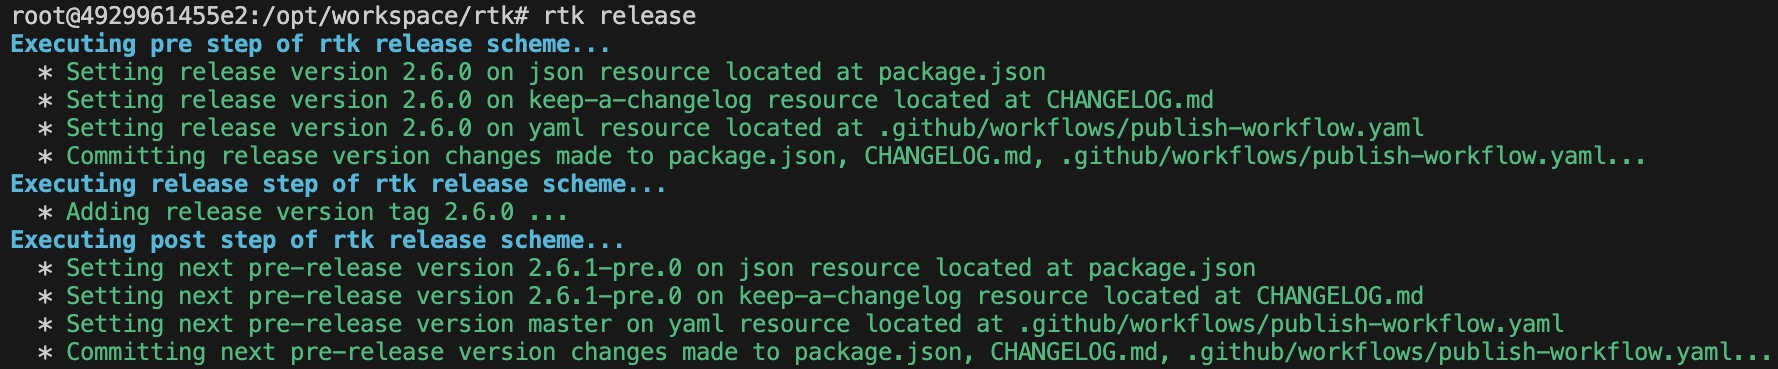 root@4929961455e2:/opt/workspace/rtk# rtk release
Executing pre step of rtk release scheme...
  * Setting release version 2.6.0 on json resource located at package.json
  * Setting release version 2.6.0 on keep-a-changelog resource located at CHANGELOG.md
  * Setting release version 2.6.0 on yaml resource located at .github/workflows/publish-workflow.yaml
  * Committing release version changes made to package.json, CHANGELOG.md, .github/workflows/publish-workflow.yaml...
Executing release step of rtk release scheme...
  * Adding release version tag 2.6.0 ...
Executing post step of rtk release scheme...
  * Setting next pre-release version 2.6.1-pre.0 on json resource located at package.json
  * Setting next pre-release version 2.6.1-pre.0 on keep-a-changelog resource located at CHANGELOG.md
  * Setting next pre-release version master on yaml resource located at .github/workflows/publish-workflow.yaml
  * Committing next pre-release version changes made to package.json, CHANGELOG.md, .github/workflows/publish-workflow.yaml...